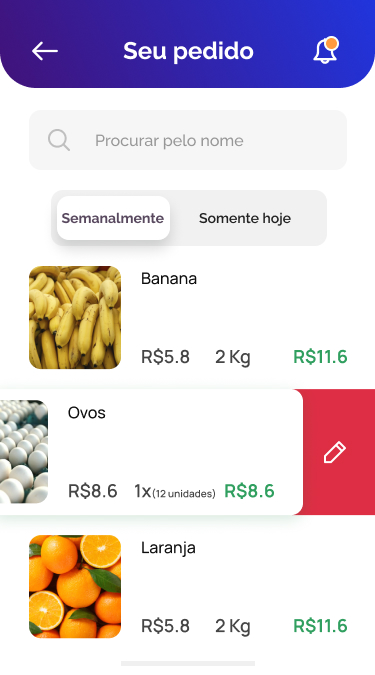 Seu pedido
Procurar pelo nome
Semanalmente Somente hoje
Banana
R$5.8 2 Kg R$11.6
Ovos
R$8.6 1x(12 unidades) R$8.6
Laranja
R$5.8 2 Kg R$11.6